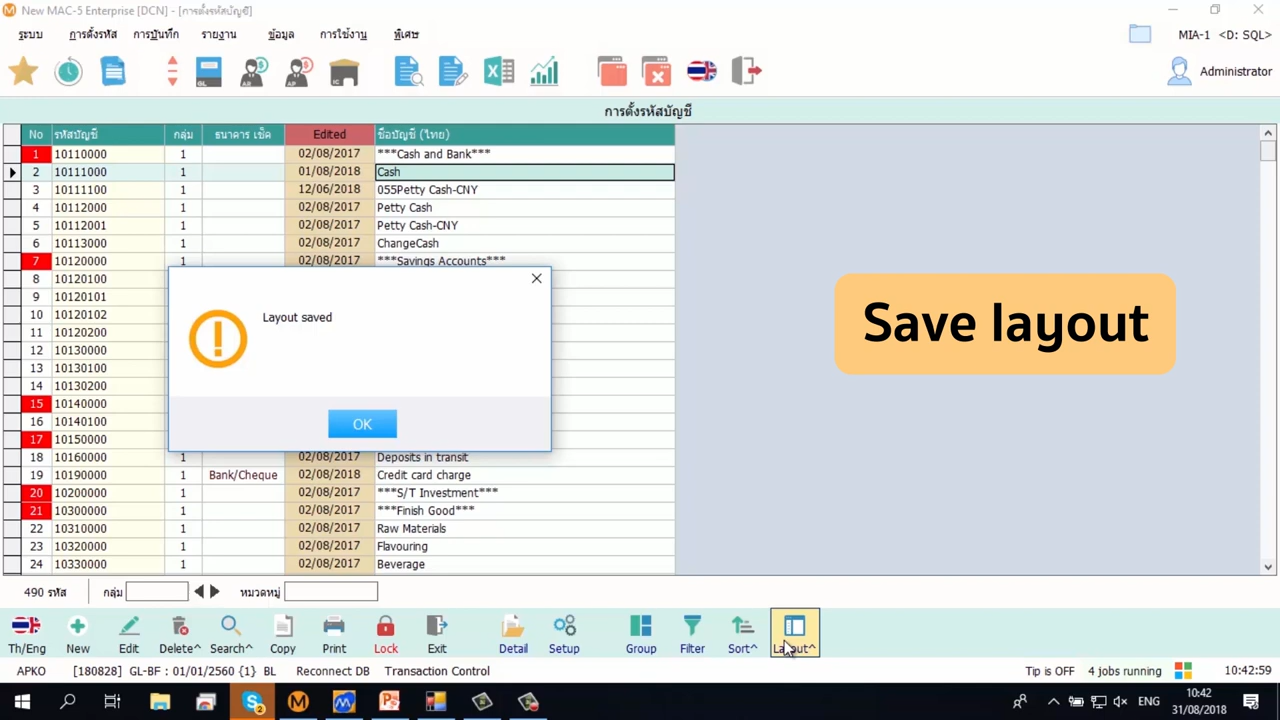 New MAC-5 Enterprise [DCN] - [การตั้งรหัสบัญชี]
ระบบ การตั้งรหัส การบันทึก รายงาน ข้อมูล การใช้งาน พิเศษ MIA-1 <D: SQL>
GL AR AP IC Administrator
การตั้งรหัสบัญชี
No รหัสบัญชี กลุ่ม ธนาคาร เช็ค Edited ชื่อบัญชี (ไทย)
1 10110000 1 02/08/2017 ***Cash and Bank***
2 10111000 1 01/08/2018 Cash
3 10111100 1 12/06/2018 055Petty Cash-CNY
4 10112000 1 02/08/2017 Petty Cash
5 10112001 1 02/08/2017 Petty Cash-CNY
6 10113000 1 02/08/2017 ChangeCash
7 10120000 1 02/08/2017 ***Savings Accounts***
8 10120100
9 10120101
10 10120102
11 10120200
12 10130000
13 10130100
14 10130200
15 10140000
16 10140100
17 10150000
18 10160000 1 02/08/2017 Deposits in transit
19 10190000 1 Bank/Cheque 02/08/2018 Credit card charge
20 10200000 1 02/08/2017 ***S/T Investment***
21 10300000 1 02/08/2017 ***Finish Good***
22 10310000 1 02/08/2017 Raw Materials
23 10320000 1 02/08/2017 Flavouring
24 10330000 1 02/08/2017 Beverage
Layout saved
OK
Save layout
490 รหัส กลุ่ม หมวดหมู่
Th/Eng New Edit Delete^ Search^ Copy Print Lock Exit Detail Setup Group Filter Sort^ Layout^
APKO [180828] GL-BF : 01/01/2560 {1} BL Reconnect DB Transaction Control Tip is OFF 4 jobs running 10:42:59
ENG 10:42
31/08/2018